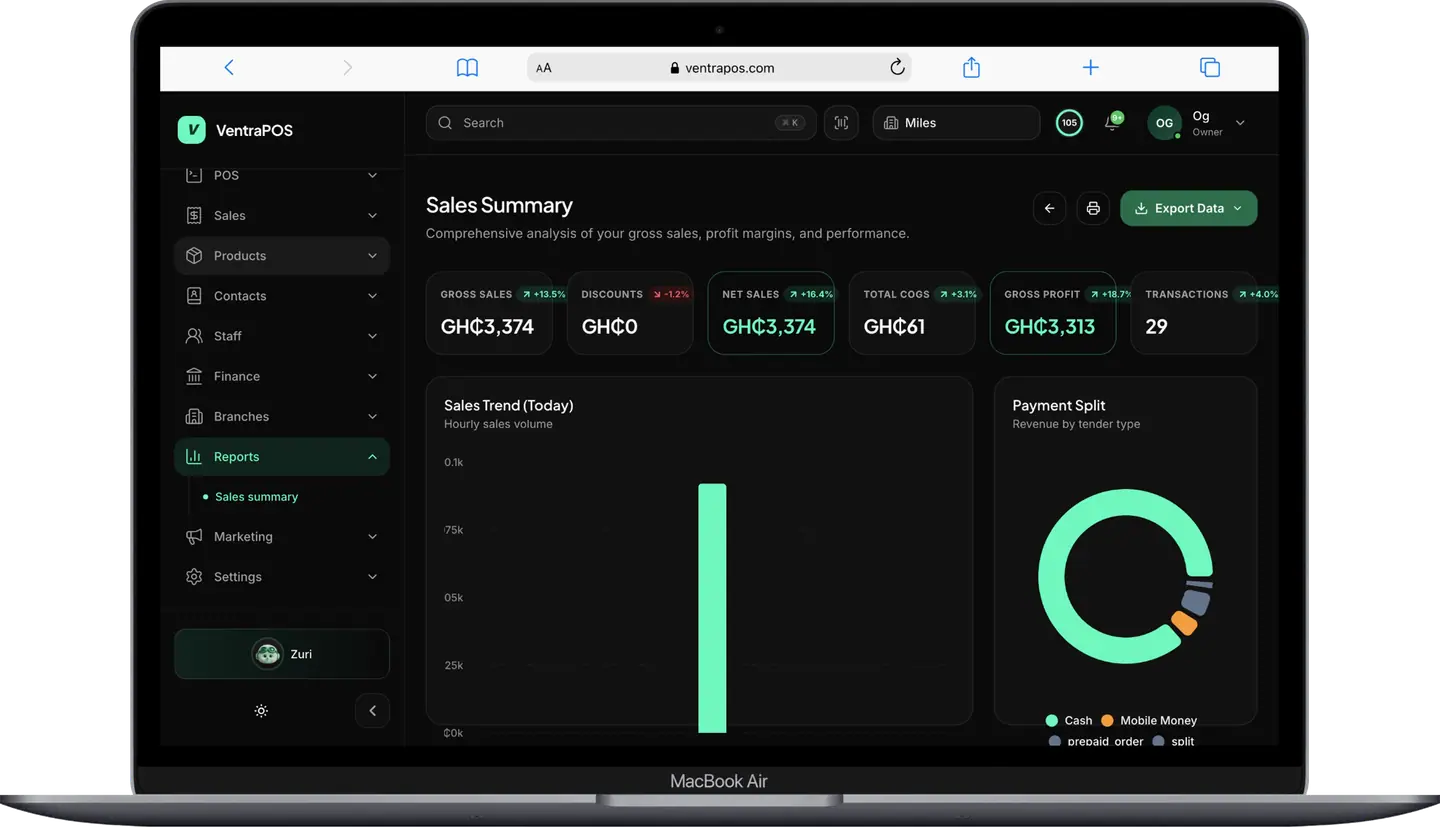 AA
ventrapos.com
VentraPOS
Search
⌘ K
Miles
105
9+
OG
Og
Owner
POS
Sales
Products
Contacts
Staff
Finance
Branches
Reports
Sales summary
Marketing
Settings
Zuri
Sales Summary
Comprehensive analysis of your gross sales, profit margins, and performance.
Export Data
GROSS SALES +13.5%
GH₵3,374
DISCOUNTS -1.2%
GH₵0
NET SALES +16.4%
GH₵3,374
TOTAL COGS +3.1%
GH₵61
GROSS PROFIT +18.7%
GH₵3,313
TRANSACTIONS +4.0%
29
Sales Trend (Today)
Hourly sales volume
0.1k
75k
05k
25k
₵0k
Payment Split
Revenue by tender type
Cash Mobile Money
prepaid_order split
MacBook Air